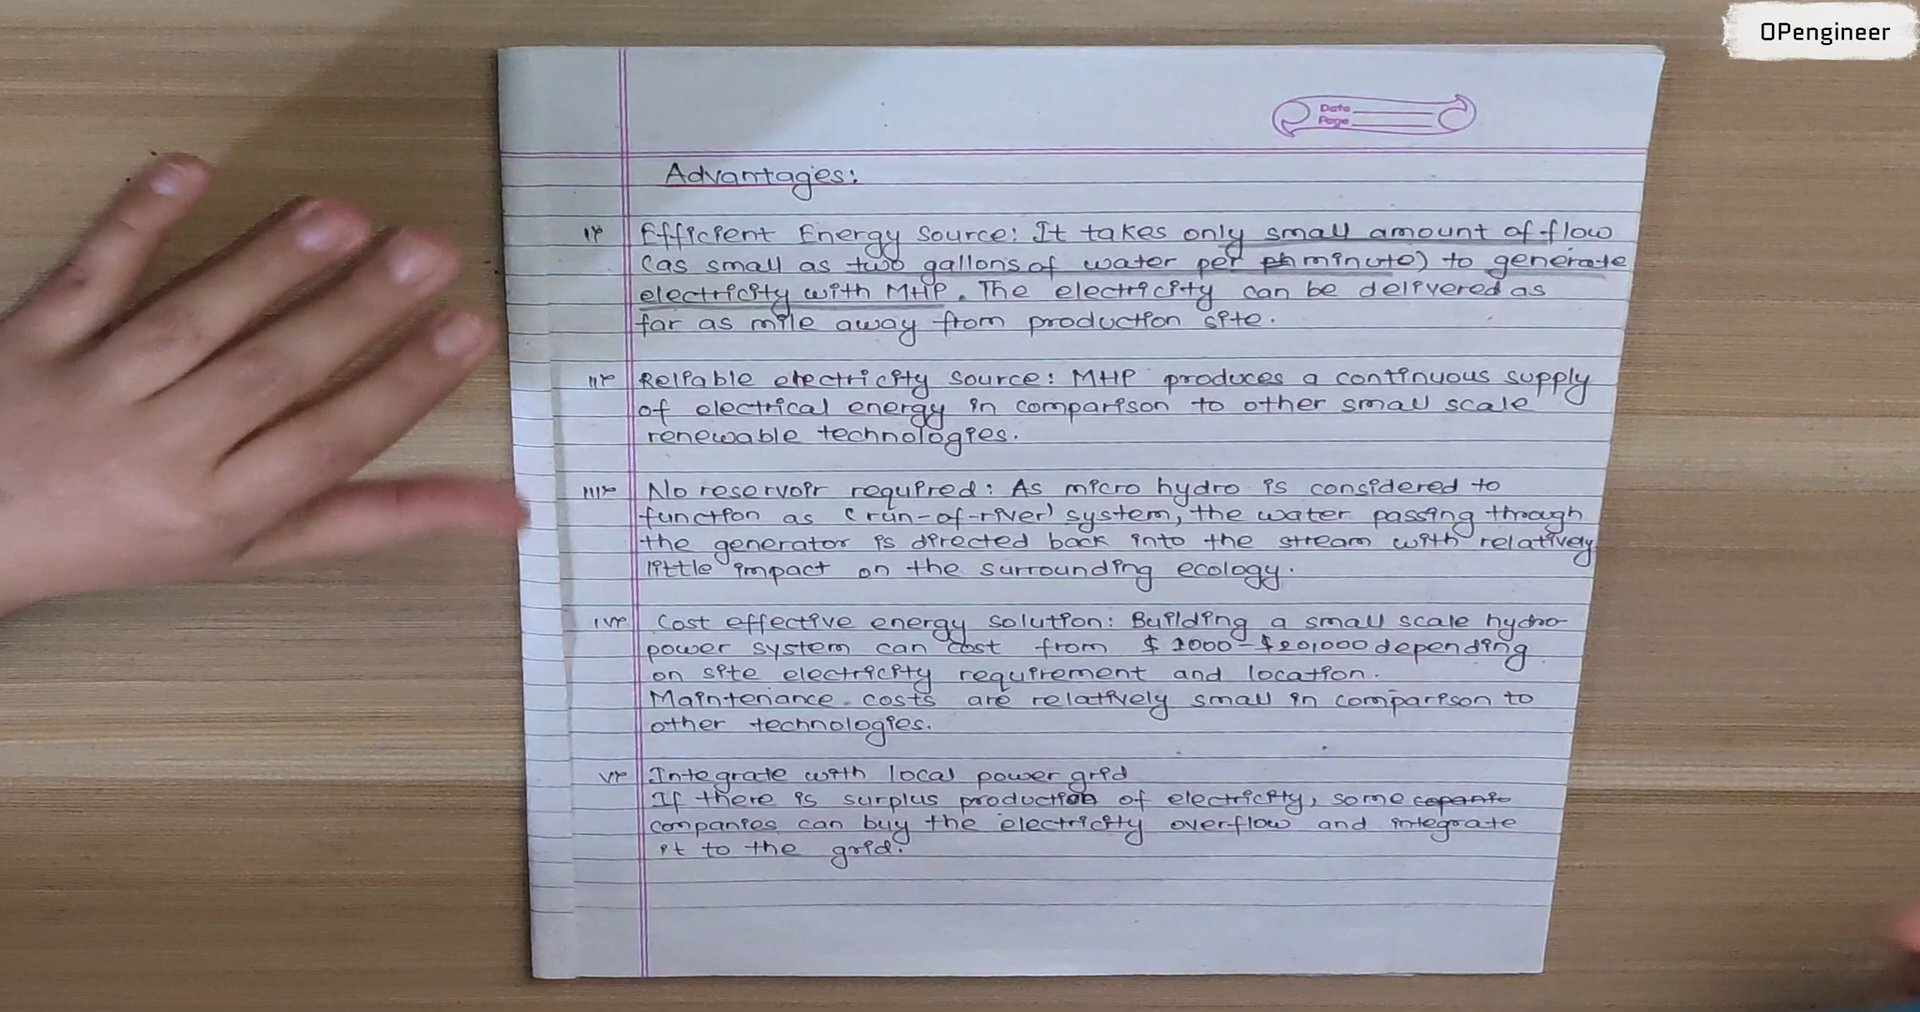 OPengineer
Date
Page
Advantages:
i) Efficient Energy Source: It takes only small amount of flow
(as small as two gallons of water per minute) to generate
electricity with MHP. The electricity can be delivered as
far as mile away from production site.
ii) Reliable electricity source: MHP produces a continuous supply
of electrical energy in comparison to other small scale
renewable technologies.
iii) No reservoir required: As micro hydro is considered to
function as (run-of-river) system, the water passing through
the generator is directed back into the stream with relatively
little impact on the surrounding ecology.
iv) Cost effective energy solution: Building a small scale hydro
power system can cost from $ 1000 - $20,000 depending
on site electricity requirement and location.
Maintenance costs are relatively small in comparison to
other technologies.
v) Integrate with local power grid
If there is surplus production of electricity, some
companies can buy the electricity overflow and integrate
it to the grid.